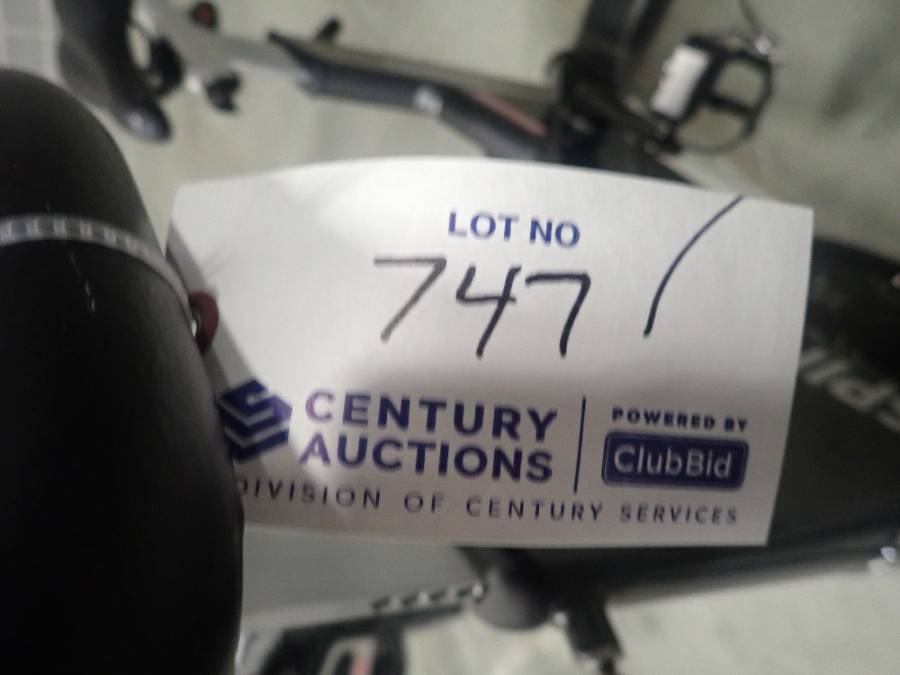 LOT NO
747 /
CENTURY
AUCTIONS
POWERED BY
ClubBid
DIVISION OF CENTURY SERVICES